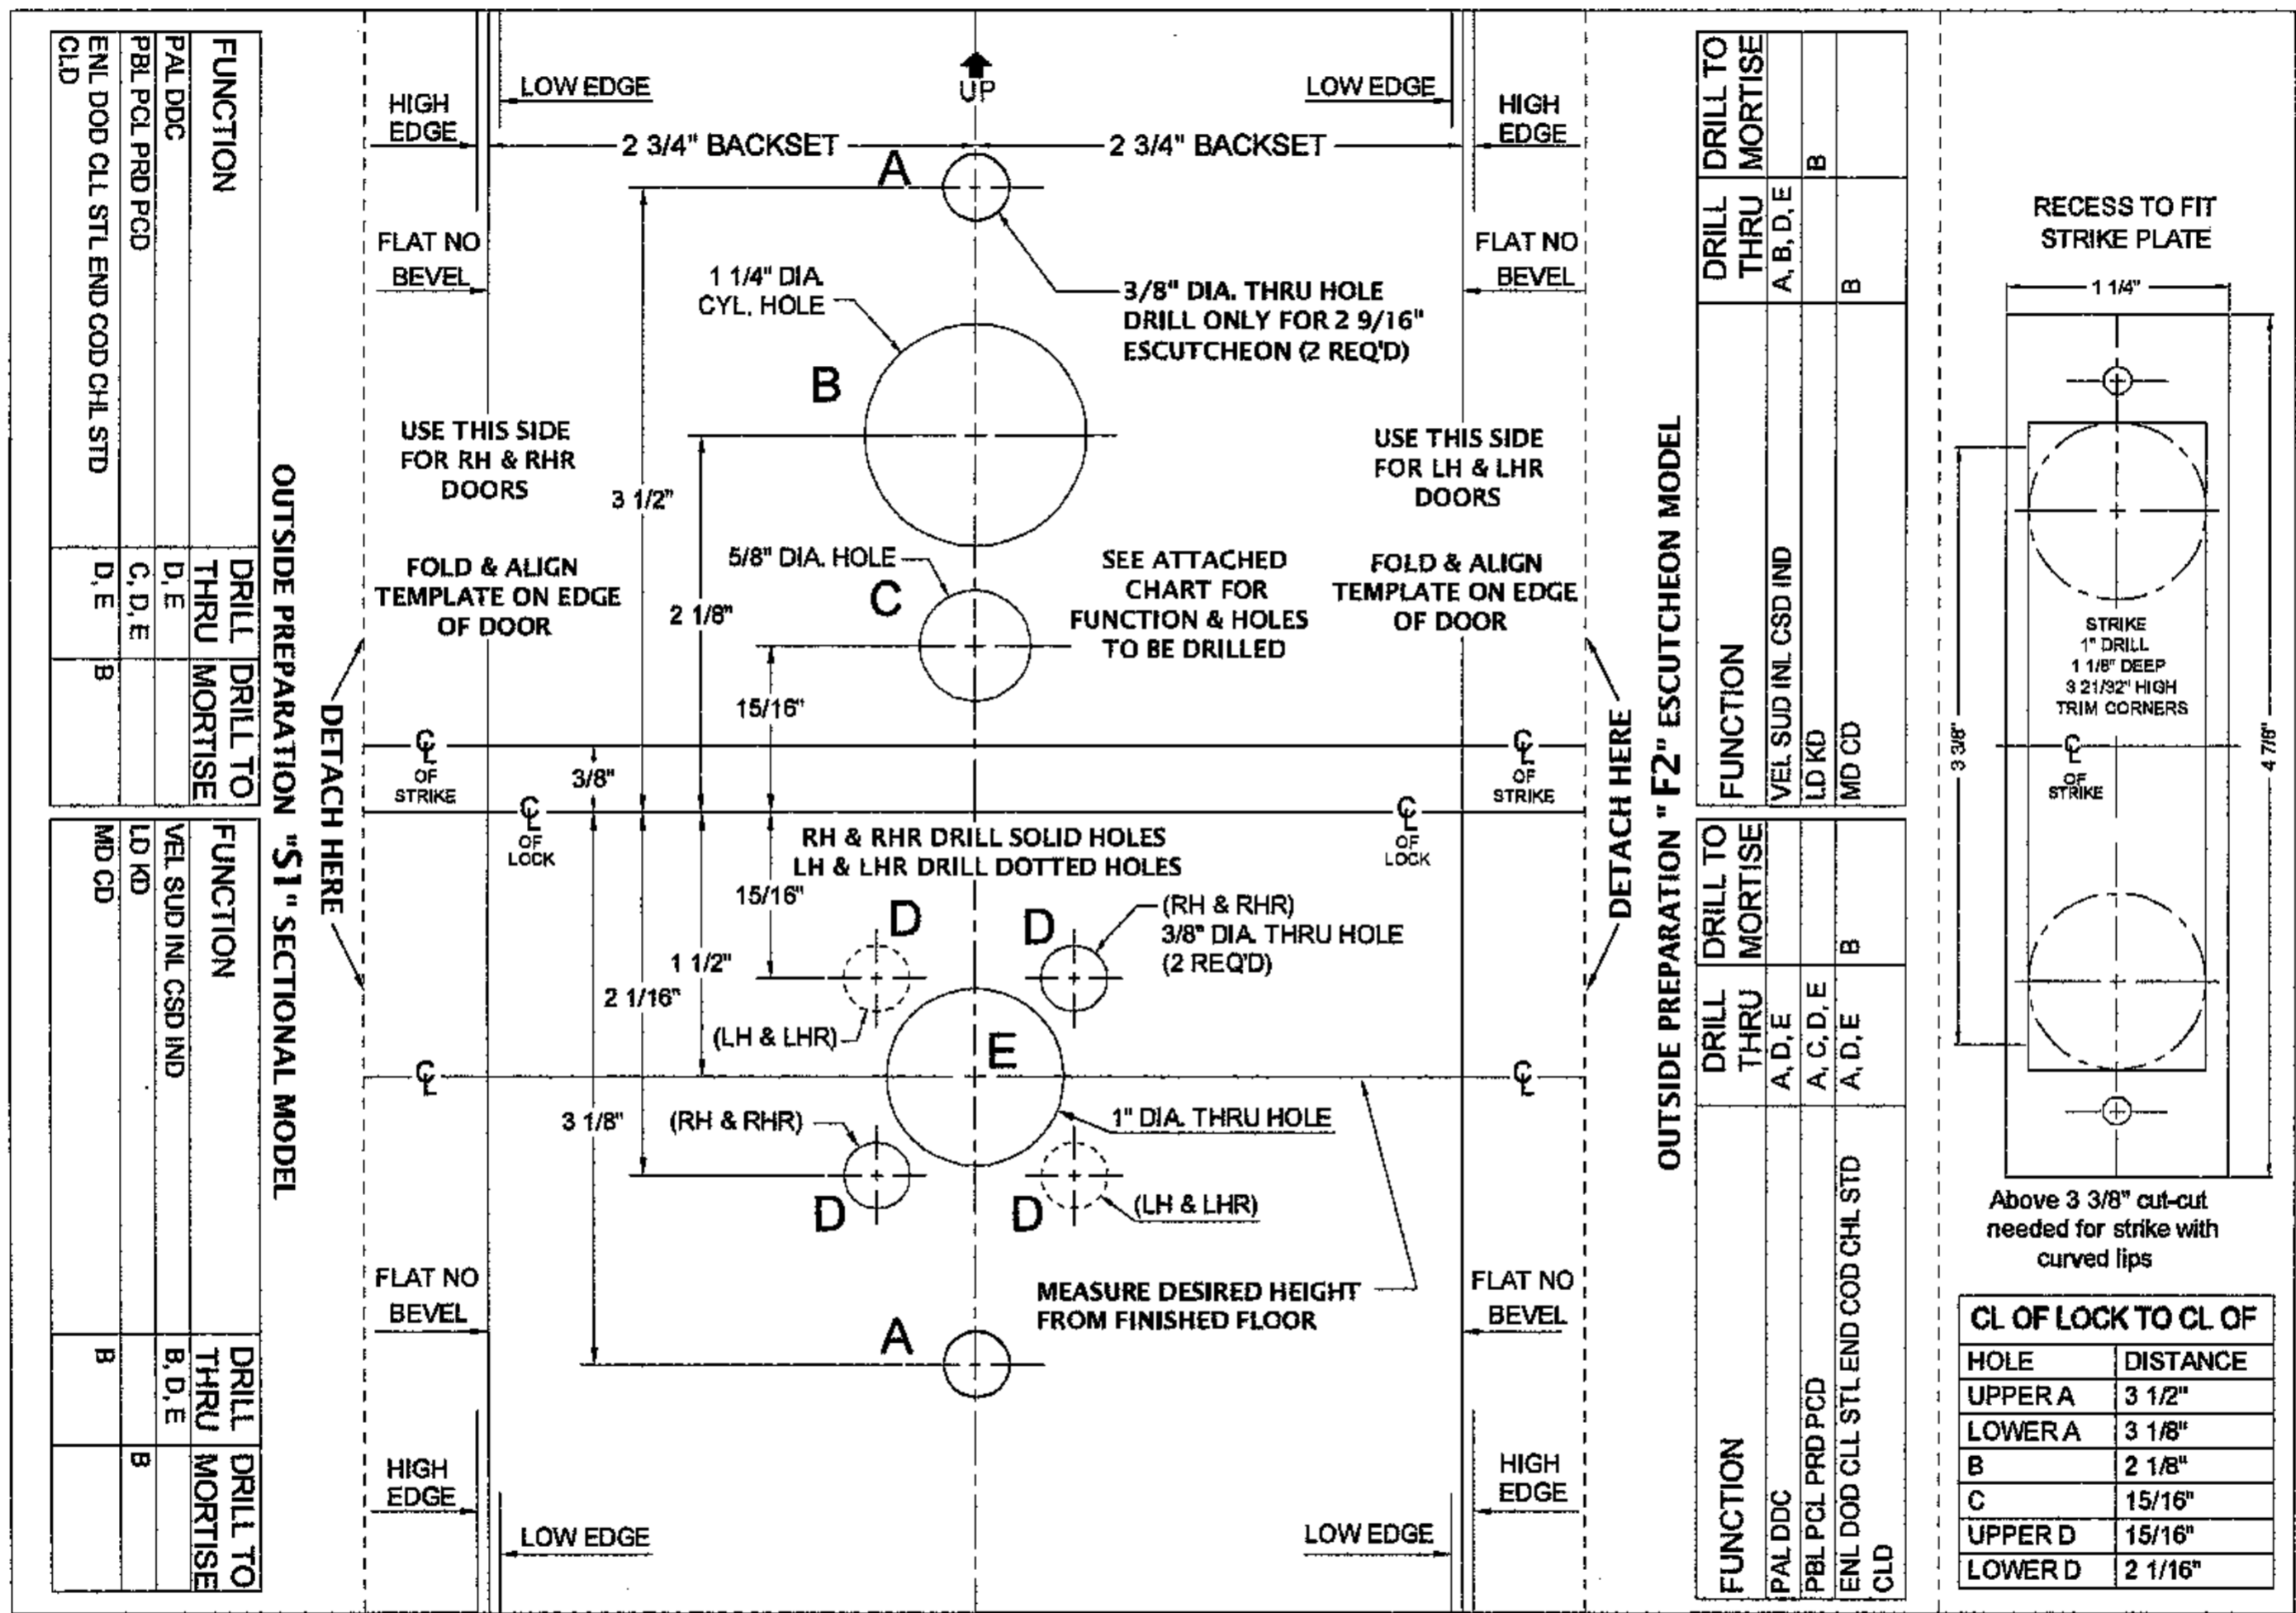 FUNCTION
DRILL THRU
DRILL TO MORTISE
PAL DDC
D, E
PBL PCL PRD PCD
C, D, E
ENL DOD CLL STL END COD CHL STD
CLD
D, E
B
FUNCTION
DRILL THRU
DRILL TO MORTISE
VEL SUD INL CSD IND
B, D, E
LD KD
B
MD CD
B
OUTSIDE PREPARATION "S1" SECTIONAL MODEL
DETACH HERE
HIGH
EDGE
LOW EDGE
UP
LOW EDGE
HIGH
EDGE
2 3/4" BACKSET
2 3/4" BACKSET
A
FLAT NO
BEVEL
FLAT NO
BEVEL
1 1/4" DIA.
CYL. HOLE
3/8" DIA. THRU HOLE
DRILL ONLY FOR 2 9/16"
ESCUTCHEON (2 REQ'D)
B
USE THIS SIDE
FOR RH & RHR
DOORS
USE THIS SIDE
FOR LH & LHR
DOORS
3 1/2"
5/8" DIA. HOLE
C
SEE ATTACHED
CHART FOR
FUNCTION & HOLES
TO BE DRILLED
FOLD & ALIGN
TEMPLATE ON EDGE
OF DOOR
FOLD & ALIGN
TEMPLATE ON EDGE
OF DOOR
2 1/8"
15/16"
CL
OF
STRIKE
3/8"
CL
OF
STRIKE
CL
OF
LOCK
CL
OF
LOCK
RH & RHR DRILL SOLID HOLES
LH & LHR DRILL DOTTED HOLES
15/16"
D
D
(RH & RHR)
3/8" DIA. THRU HOLE
(2 REQ'D)
1 1/2"
2 1/16"
(LH & LHR)
E
CL
CL
3 1/8"
(RH & RHR)
1" DIA. THRU HOLE
D
D
(LH & LHR)
FLAT NO
BEVEL
MEASURE DESIRED HEIGHT
FROM FINISHED FLOOR
FLAT NO
BEVEL
A
HIGH
EDGE
HIGH
EDGE
LOW EDGE
LOW EDGE
DETACH HERE
OUTSIDE PREPARATION "F2" ESCUTCHEON MODEL
FUNCTION
DRILL THRU
DRILL TO MORTISE
PAL DDC
A, D, E
PBL PCL PRD PCD
A, C, D, E
ENL DOD CLL STL END COD CHL STD
CLD
A, D, E
B
FUNCTION
DRILL THRU
DRILL TO MORTISE
VEL SUD INL CSD IND
A, B, D, E
LD KD
B
MD CD
B
RECESS TO FIT
STRIKE PLATE
1 1/4"
STRIKE
1" DRILL
1 1/8" DEEP
3 21/32" HIGH
TRIM CORNERS
3 3/8"
CL
OF
STRIKE
4 7/8"
Above 3 3/8" cut-cut
needed for strike with
curved lips
CL OF LOCK TO CL OF
HOLE DISTANCE
UPPER A 3 1/2"
LOWER A 3 1/8"
B 2 1/8"
C 15/16"
UPPER D 15/16"
LOWER D 2 1/16"